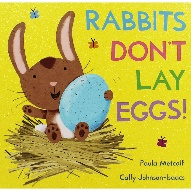 RABBITS
DON'T
LAY
EGGS!
Paula Metcalf
Cally Johnson-Isaacs